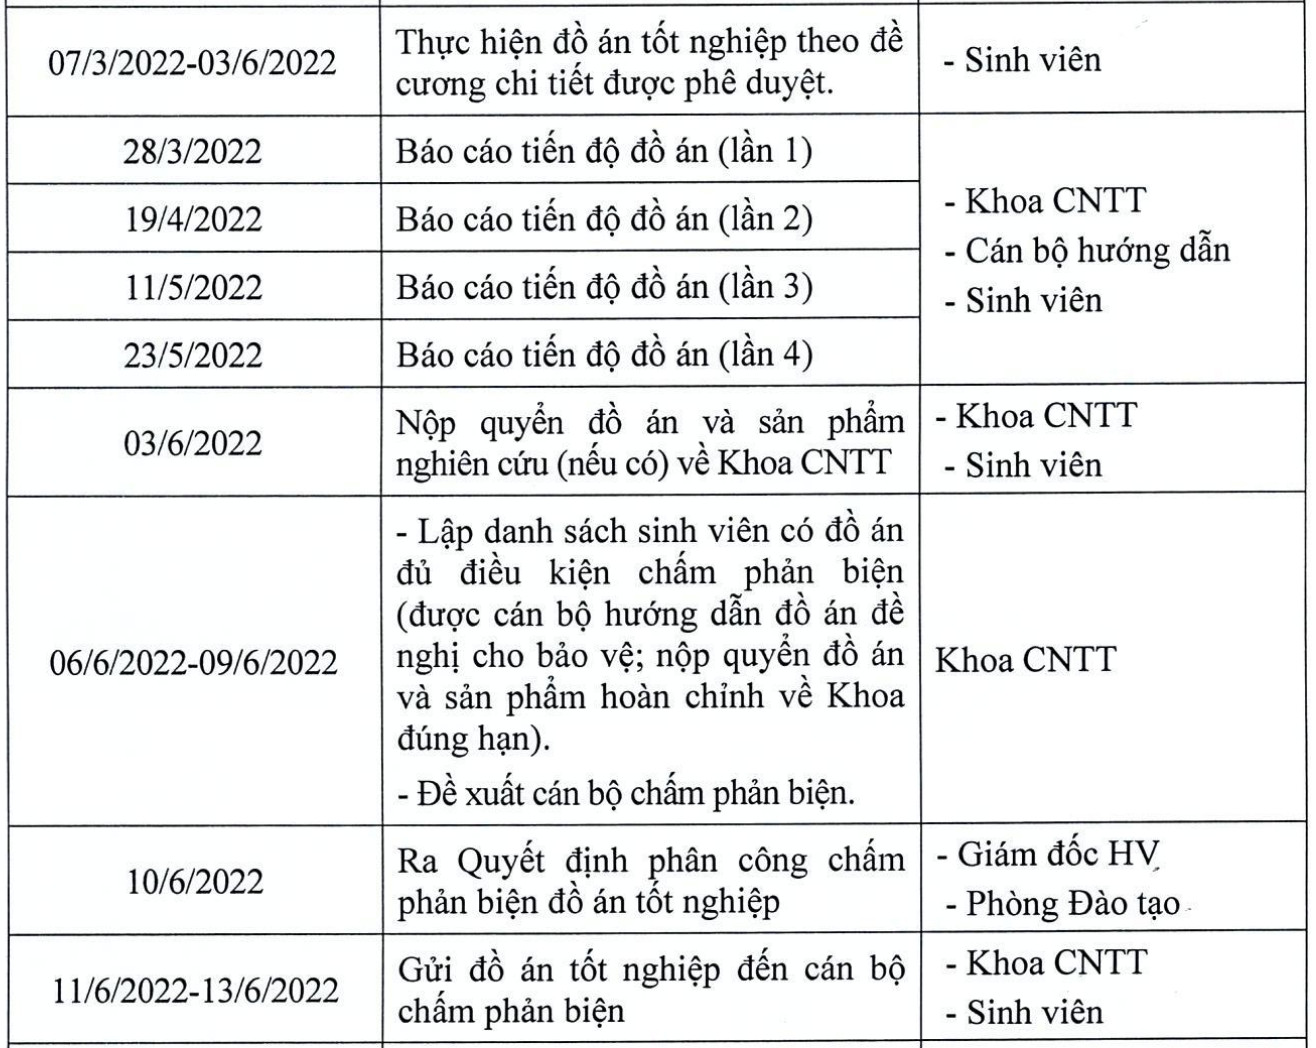 07/3/2022-03/6/2022
Thực hiện đồ án tốt nghiệp theo đề
cương chi tiết được phê duyệt.
- Sinh viên
28/3/2022
Báo cáo tiến độ đồ án (lần 1)
19/4/2022
Báo cáo tiến độ đồ án (lần 2)
11/5/2022
Báo cáo tiến độ đồ án (lần 3)
23/5/2022
Báo cáo tiến độ đồ án (lần 4)
- Khoa CNTT
- Cán bộ hướng dẫn
- Sinh viên
03/6/2022
Nộp quyển đồ án và sản phẩm
nghiên cứu (nếu có) về Khoa CNTT
- Khoa CNTT
- Sinh viên
06/6/2022-09/6/2022
- Lập danh sách sinh viên có đồ án
đủ điều kiện chấm phản biện
(được cán bộ hướng dẫn đồ án đề
nghị cho bảo vệ; nộp quyển đồ án
và sản phẩm hoàn chỉnh về Khoa
đúng hạn).
- Đề xuất cán bộ chấm phản biện.
Khoa CNTT
10/6/2022
Ra Quyết định phân công chấm
phản biện đồ án tốt nghiệp
- Giám đốc HV
- Phòng Đào tạo
11/6/2022-13/6/2022
Gửi đồ án tốt nghiệp đến cán bộ
chấm phản biện
- Khoa CNTT
- Sinh viên